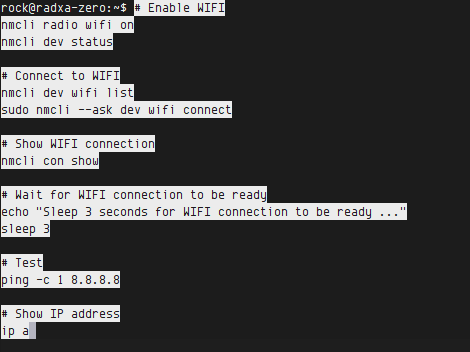 rock@radxa-zero:~$ # Enable WIFI
nmcli radio wifi on
nmcli dev status
# Connect to WIFI
nmcli dev wifi list
sudo nmcli --ask dev wifi connect
# Show WIFI connection
nmcli con show
# Wait for WIFI connection to be ready
echo "Sleep 3 seconds for WIFI connection to be ready ..."
sleep 3
# Test
ping -c 1 8.8.8.8
# Show IP address
ip a